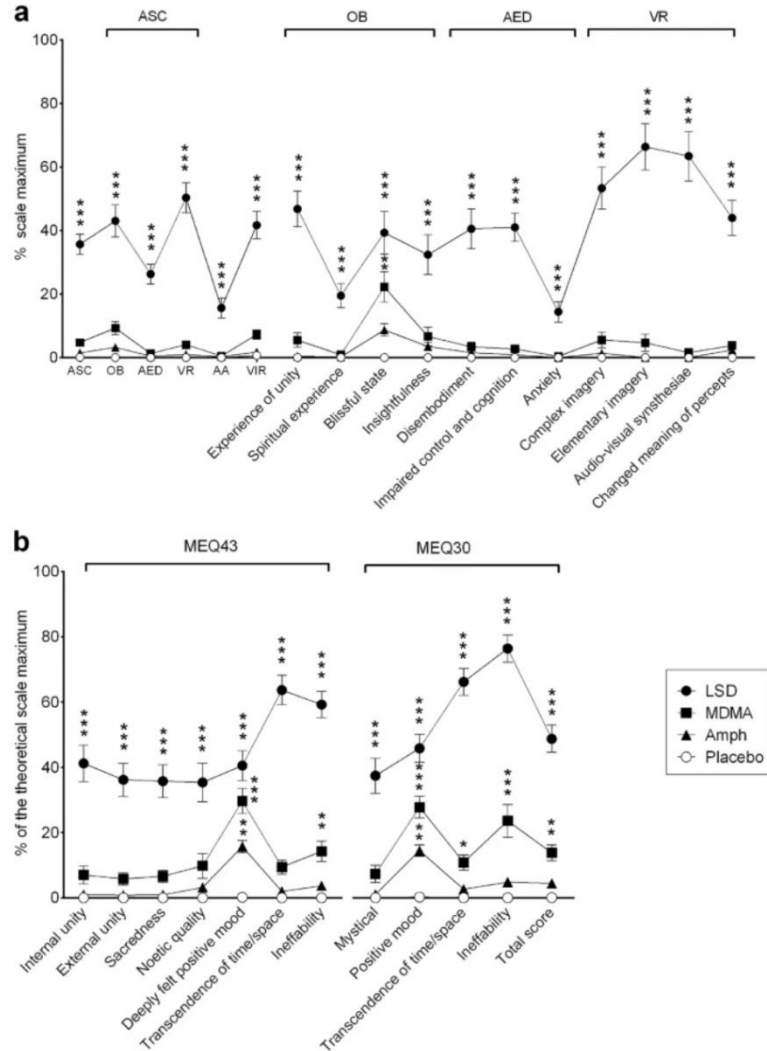 a
ASC OB AED VR
% scale maximum
100
80
60
40
20
0
*** *** *** *** *** *** *** *** *** *** *** *** *** *** *** *** ***
**
ASC OB AED VR AA VIR
Experience of unity
Spiritual experience
Blissful state
Insightfulness
Disembodiment
Impaired control and cognition
Anxiety
Complex imagery
Elementary imagery
Audio-visual synsthesiae
Changed meaning of percepts
b
MEQ43 MEQ30
% of the theoretical scale maximum
100
80
60
40
20
0
*** *** *** *** *** *** *** *** *** *** *** ***
*** ** *** *** * *** **
**
Internal unity
External unity
Sacredness
Noetic quality
Deeply felt positive mood
Transcendence of time/space
Ineffability
Mystical
Positive mood
Transcendence of time/space
Ineffability
Total score
LSD
MDMA
Amph
Placebo